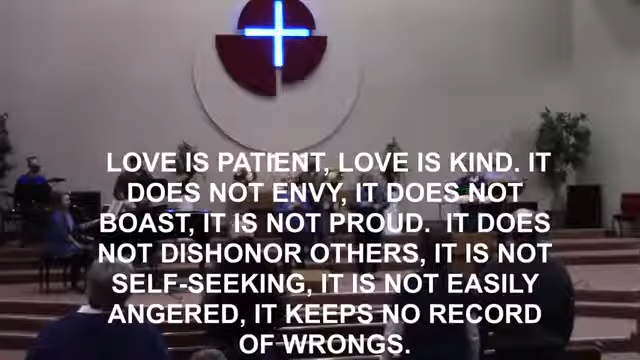 LOVE IS PATIENT, LOVE IS KIND. IT
DOES NOT ENVY, IT DOES NOT
BOAST, IT IS NOT PROUD.  IT DOES
NOT DISHONOR OTHERS, IT IS NOT
SELF-SEEKING, IT IS NOT EASILY
ANGERED, IT KEEPS NO RECORD
OF WRONGS.